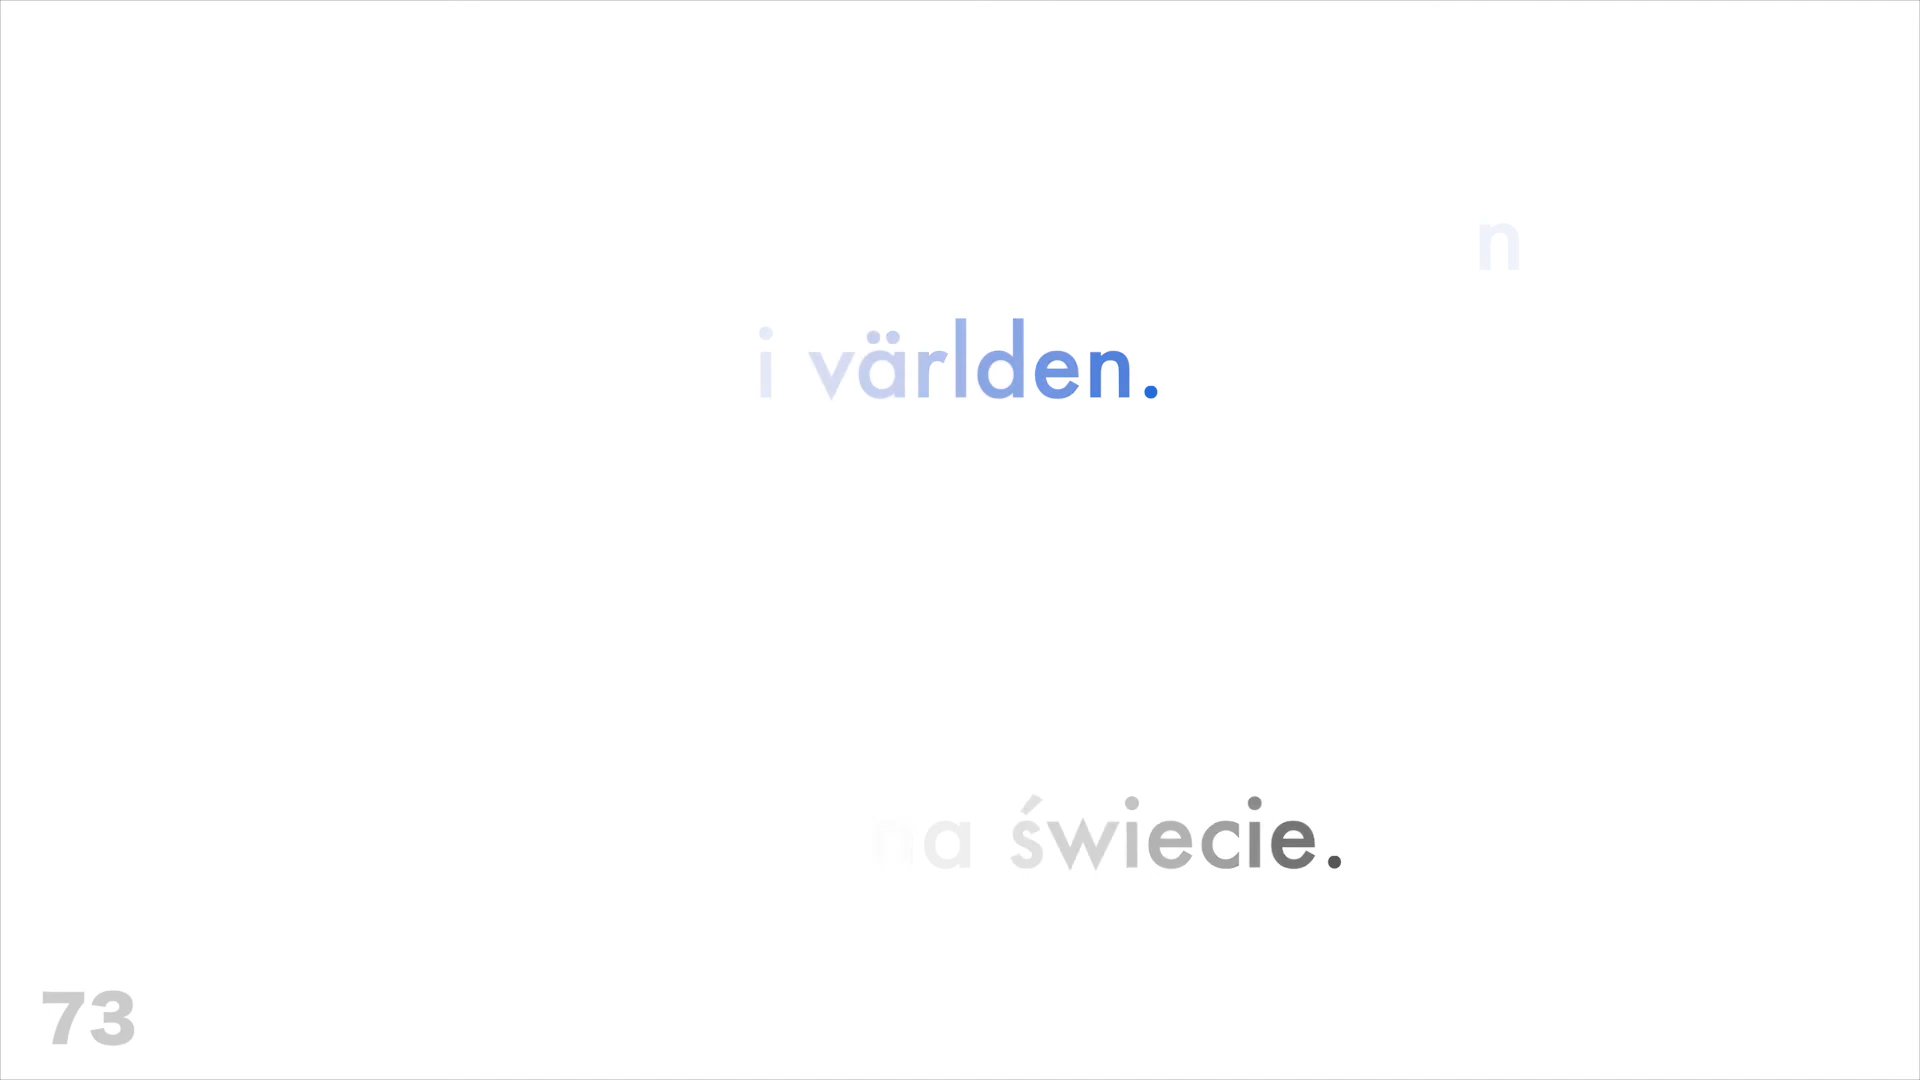 n
i världen.
na świecie.
73